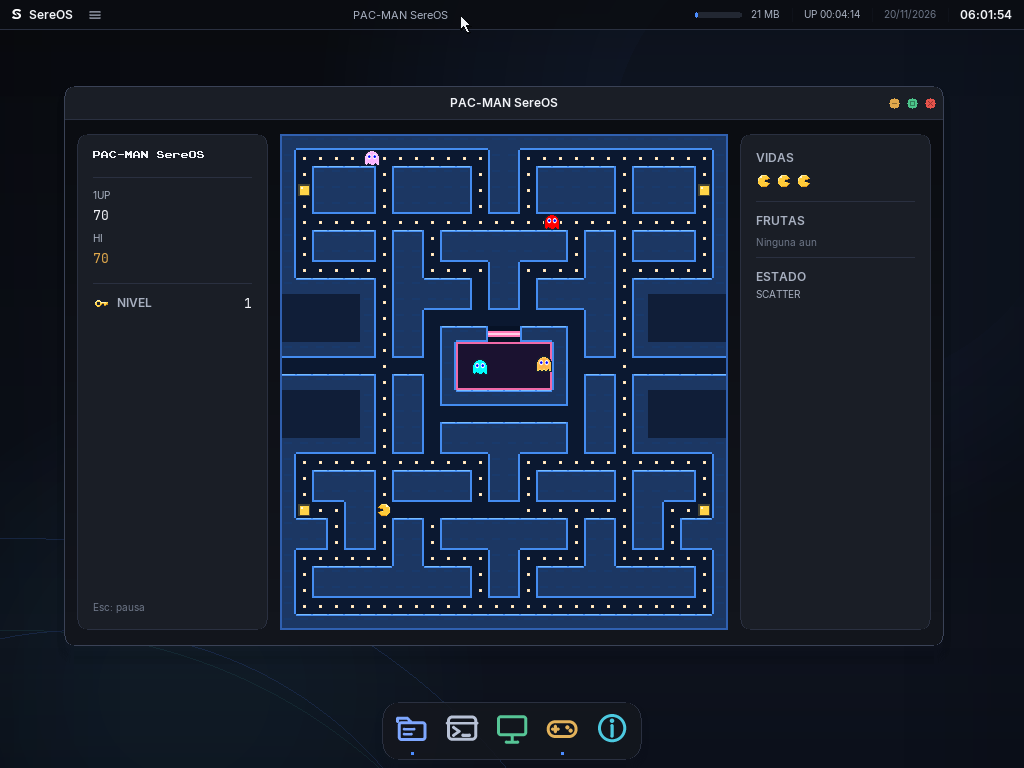 SereOS
PAC-MAN SereOS
21 MB
UP 00:04:14
20/11/2026
06:01:54
PAC-MAN SereOS
PAC-MAN SereOS
1UP
70
HI
70
NIVEL 1
Esc: pausa
VIDAS
FRUTAS
Ninguna aun
ESTADO
SCATTER